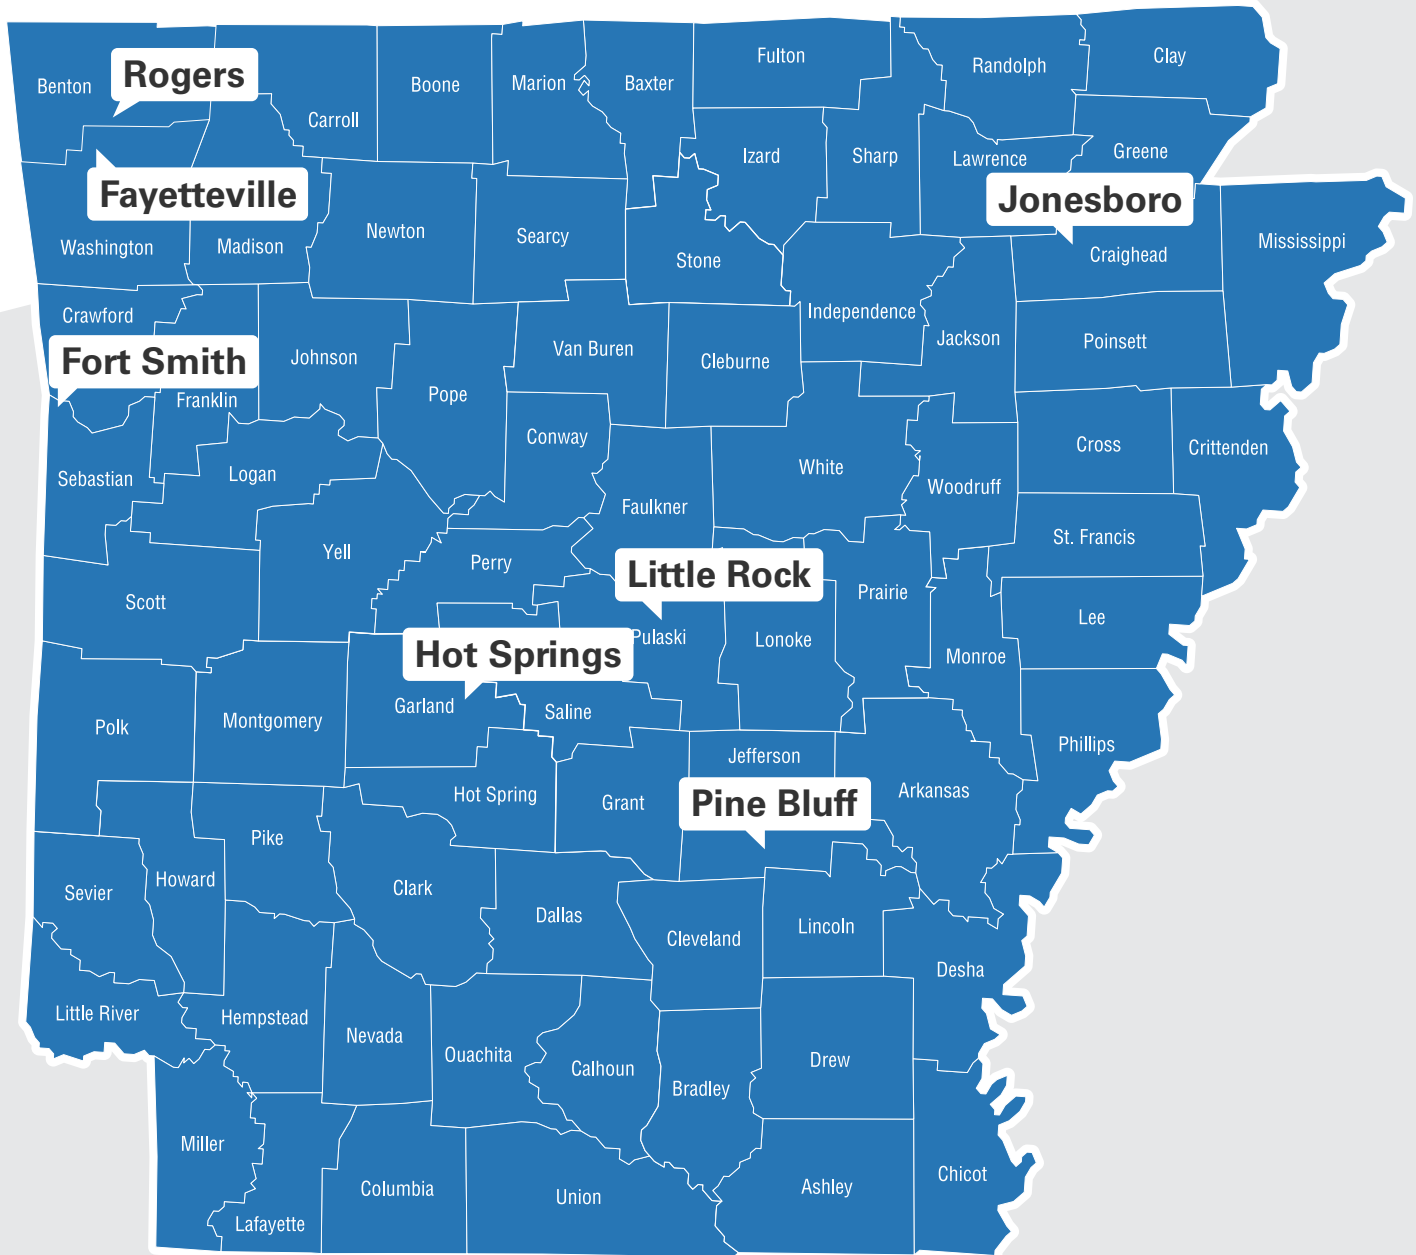 Benton
Rogers
Carroll
Boone
Marion
Baxter
Fulton
Randolph
Clay
Izard
Sharp
Lawrence
Greene
Fayetteville
Jonesboro
Washington
Madison
Newton
Searcy
Stone
Craighead
Mississippi
Crawford
Independence
Jackson
Poinsett
Fort Smith
Johnson
Van Buren
Cleburne
Franklin
Pope
Conway
White
Cross
Crittenden
Sebastian
Logan
Faulkner
Woodruff
St. Francis
Yell
Perry
Little Rock
Prairie
Scott
Lee
Pulaski
Lonoke
Monroe
Hot Springs
Garland
Saline
Polk
Montgomery
Phillips
Jefferson
Hot Spring
Grant
Pine Bluff
Arkansas
Pike
Sevier
Howard
Clark
Dallas
Cleveland
Lincoln
Desha
Little River
Hempstead
Nevada
Ouachita
Calhoun
Bradley
Drew
Miller
Columbia
Union
Ashley
Chicot
Lafayette